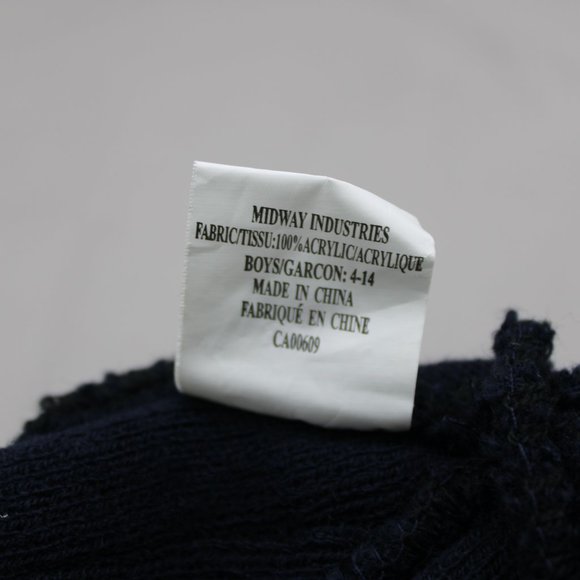 MIDWAY INDUSTRIES
FABRIC/TISSU:100%ACRYLIC/ACRYLIQUE
BOYS/GARCON: 4-14
MADE IN CHINA
FABRIQUÉ EN CHINE
CA00609